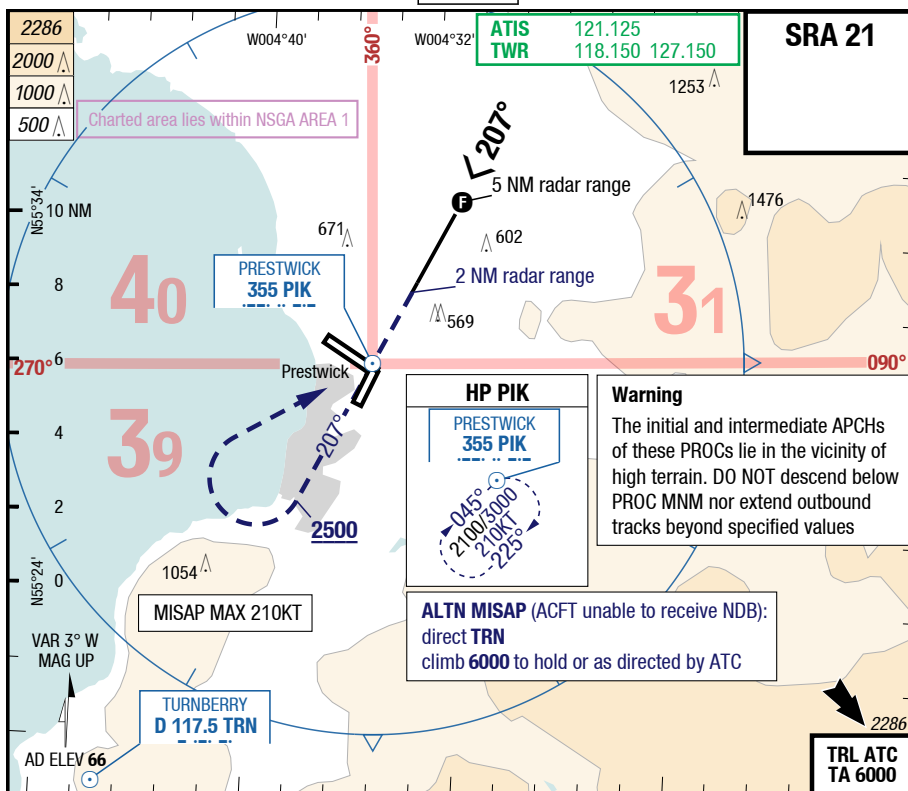 2286
2000
1000
500
W004°40'
360°
W004°32'
ATIS 121.125
TWR 118.150 127.150
SRA 21
1253
Charted area lies within NSGA AREA 1
207°
5 NM radar range
N55°34'
10 NM
1476
671
602
PRESTWICK
355 PIK
2 NM radar range
8
40
31
569
270°
6
Prestwick
090°
HP PIK
PRESTWICK
355 PIK
045°
2100/3000
210KT
225°
Warning
The initial and intermediate APCHs
of these PROCs lie in the vicinity of
high terrain. DO NOT descend below
PROC MNM nor extend outbound
tracks beyond specified values
39
4
207°
2
2500
N55°24'
0
1054
MISAP MAX 210KT
ALTN MISAP (ACFT unable to receive NDB):
direct TRN
climb 6000 to hold or as directed by ATC
VAR 3° W
MAG UP
TURNBERRY
D 117.5 TRN
2286
AD ELEV 66
TRL ATC
TA 6000
F